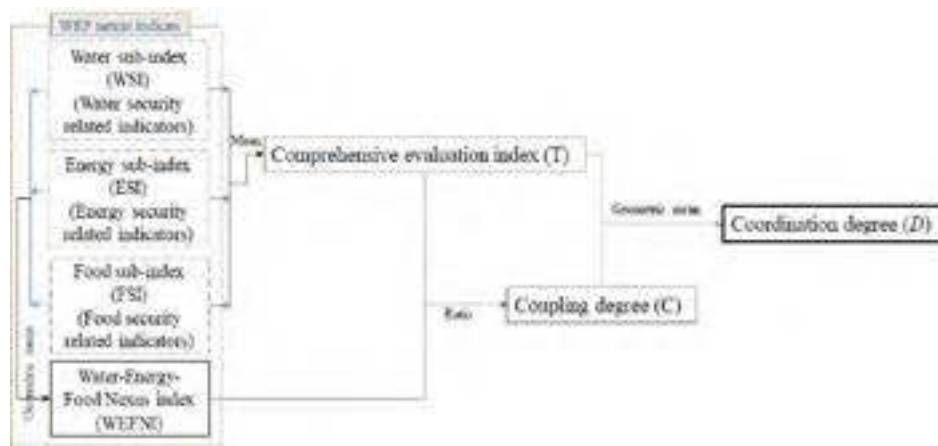 WEF nexus indices
Water sub-index
(WSI)
(Water security
related indicators)
Energy sub-index
(ESI)
(Energy security
related indicators)
Food sub-index
(FSI)
(Food security
related indicators)
Water-Energy-
Food Nexus index
(WEFNI)
Geometric mean
Mean
Comprehensive evaluation index (T)
Ratio
Coupling degree (C)
Geometric mean
Coordination degree (D)